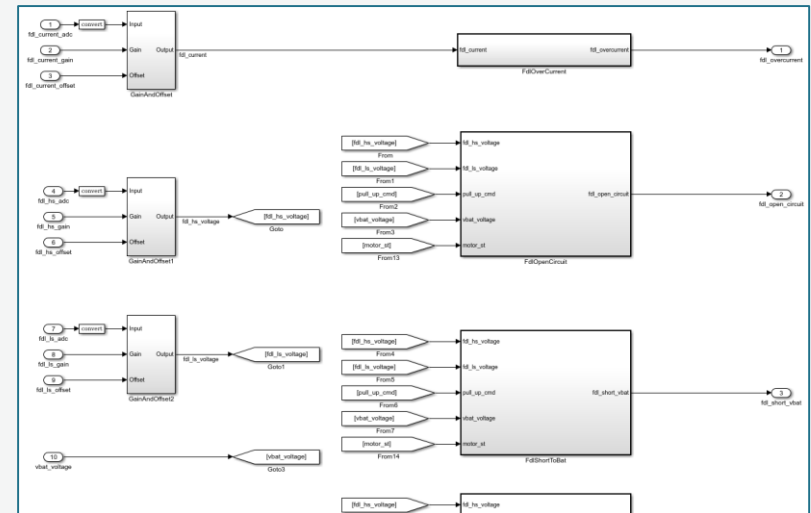 1
convert
Input
fdl_current_adc
2
Gain
Output
fdl_current
fdl_current_gain
3
Offset
fdl_current_offset
GainAndOffset
fdl_current
fdl_overcurrent
FdlOverCurrent
1
fdl_overcurrent
4
convert
Input
fdl_hs_adc
5
Gain
Output
fdl_hs_voltage
fdl_hs_gain
6
Offset
fdl_hs_offset
GainAndOffset1
[fdl_hs_voltage]
Goto
[fdl_hs_voltage]
From
[fdl_ls_voltage]
From1
[pull_up_cmd]
From2
[vbat_voltage]
From3
[motor_st]
From13
fdl_hs_voltage
fdl_ls_voltage
pull_up_cmd
vbat_voltage
motor_st
fdl_open_circuit
FdlOpenCircuit
2
fdl_open_circuit
7
convert
Input
fdl_ls_adc
8
Gain
Output
fdl_ls_voltage
fdl_ls_gain
9
Offset
fdl_ls_offset
GainAndOffset2
[fdl_ls_voltage]
Goto1
10
vbat_voltage
[vbat_voltage]
Goto3
[fdl_hs_voltage]
From4
[fdl_ls_voltage]
From5
[pull_up_cmd]
From6
[vbat_voltage]
From7
[motor_st]
From14
fdl_hs_voltage
fdl_ls_voltage
pull_up_cmd
vbat_voltage
motor_st
fdl_short_vbat
FdlShortToBat
3
fdl_short_vbat
[fdl_hs_voltage]
fdl_hs_voltage